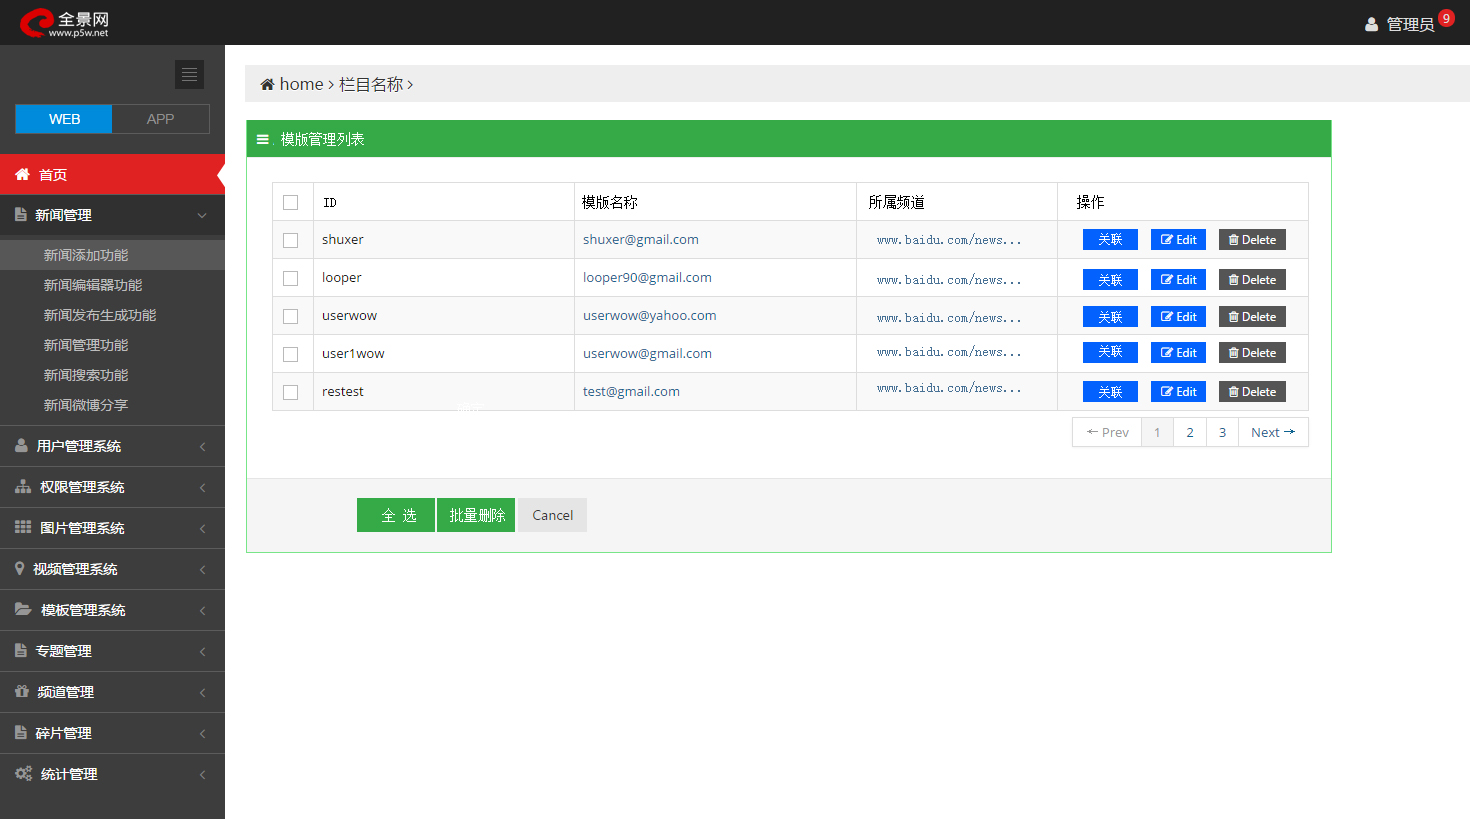 全景网
www.p5w.net
管理员 9
WEB APP
首页
新闻管理
新闻添加功能
新闻编辑器功能
新闻发布生成功能
新闻管理功能
新闻搜索功能
新闻微博分享
用户管理系统
权限管理系统
图片管理系统
视频管理系统
模板管理系统
专题管理
频道管理
碎片管理
统计管理
home > 栏目名称 >
模版管理列表
ID 模版名称 所属频道 操作
shuxer shuxer@gmail.com www.baidu.com/news... 关联 Edit Delete
looper looper90@gmail.com www.baidu.com/news... 关联 Edit Delete
userwow userwow@yahoo.com www.baidu.com/news... 关联 Edit Delete
user1wow userwow@gmail.com www.baidu.com/news... 关联 Edit Delete
restest test@gmail.com www.baidu.com/news... 关联 Edit Delete
← Prev 1 2 3 Next →
全 选 批量删除 Cancel